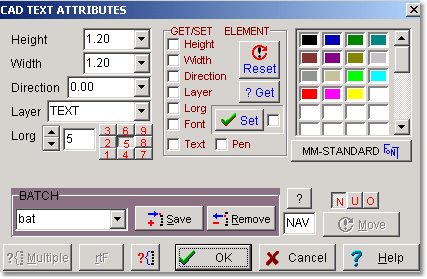 CAD TEXT ATTRIBUTES
Height 1.20
Width 1.20
Direction 0.00
Layer TEXT
Lorg 5
3 6 9
2 5 8
1 4 7
GET/SET ELEMENT
Height
Width
Direction
Layer
Lorg
Font
Text Pen
Reset
? Get
Set
MM-STANDARD
BATCH
bat
Save
Remove
?
NAV
N U O
Move
?{ Multiple
rtF
?{
OK
Cancel
? Help